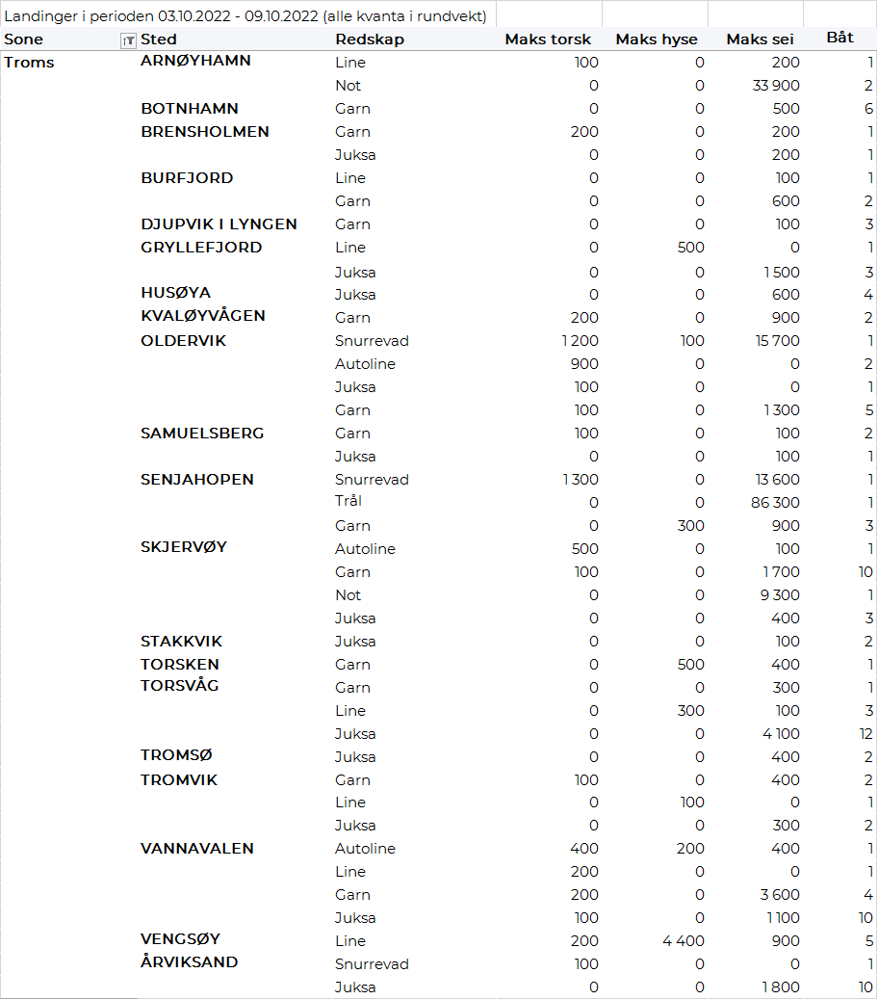 Landinger i perioden 03.10.2022 - 09.10.2022 (alle kvanta i rundvekt)
Sone Sted Redskap Maks torsk Maks hyse Maks sei Båt
Troms ARNØYHAMN Line 100 0 200 1
Not 0 0 33 900 2
BOTNHAMN Garn 0 0 500 6
BRENSHOLMEN Garn 200 0 200 1
Juksa 0 0 200 1
BURFJORD Line 0 0 100 1
Garn 0 0 600 2
DJUPVIK I LYNGEN Garn 0 0 100 3
GRYLLEFJORD Line 0 500 0 1
Juksa 0 0 1 500 3
HUSØYA Juksa 0 0 600 4
KVALØYVÅGEN Garn 200 0 900 2
OLDERVIK Snurrevad 1 200 100 15 700 1
Autoline 900 0 0 2
Juksa 100 0 0 1
Garn 100 0 1 300 5
SAMUELSBERG Garn 100 0 100 2
Juksa 0 0 100 1
SENJAHOPEN Snurrevad 1 300 0 13 600 1
Trål 0 0 86 300 1
Garn 0 300 900 3
SKJERVØY Autoline 500 0 100 1
Garn 100 0 1 700 10
Not 0 0 9 300 1
Juksa 0 0 400 3
STAKKVIK Juksa 0 0 100 2
TORSKEN Garn 0 500 400 1
TORSVÅG Garn 0 0 300 1
Line 0 300 100 3
Juksa 0 0 4 100 12
TROMSØ Juksa 0 0 400 2
TROMVIK Garn 100 0 400 2
Line 0 100 0 1
Juksa 0 0 300 2
VANNAVALEN Autoline 400 200 400 1
Line 200 0 0 1
Garn 200 0 3 600 4
Juksa 100 0 1 100 10
VENGSØY Line 200 4 400 900 5
ÅRVIKSAND Snurrevad 100 0 0 1
Juksa 0 0 1 800 10